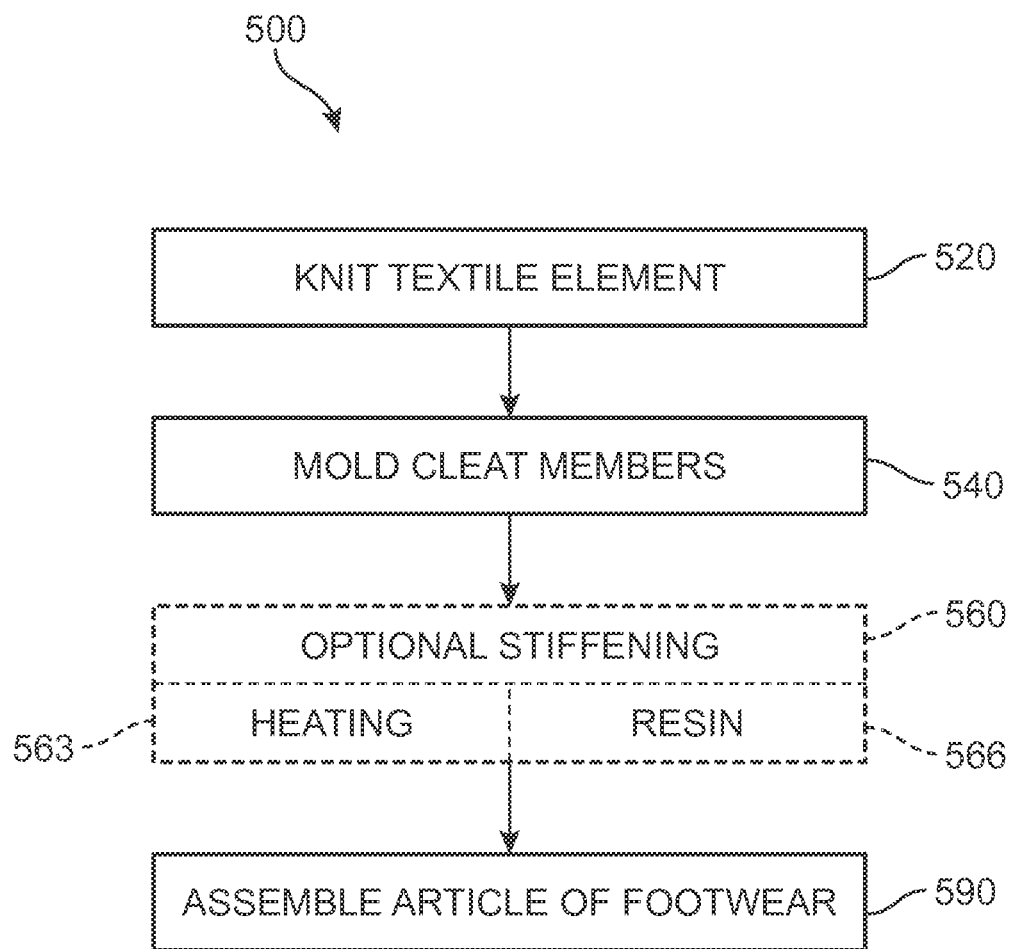 500
KNIT TEXTILE ELEMENT
520
MOLD CLEAT MEMBERS
540
OPTIONAL STIFFENING
560
563
HEATING
RESIN
566
ASSEMBLE ARTICLE OF FOOTWEAR
590